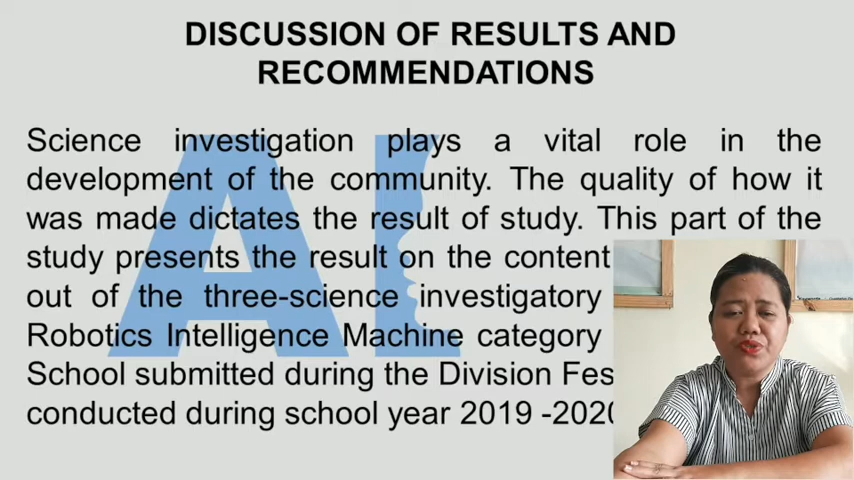 DISCUSSION OF RESULTS AND
RECOMMENDATIONS
Science investigation plays a vital role in the
development of the community. The quality of how it
was made dictates the result of study. This part of the
study presents the result on the content
out of the three-science investigatory
Robotics Intelligence Machine category
School submitted during the Division Fes
conducted during school year 2019 -2020